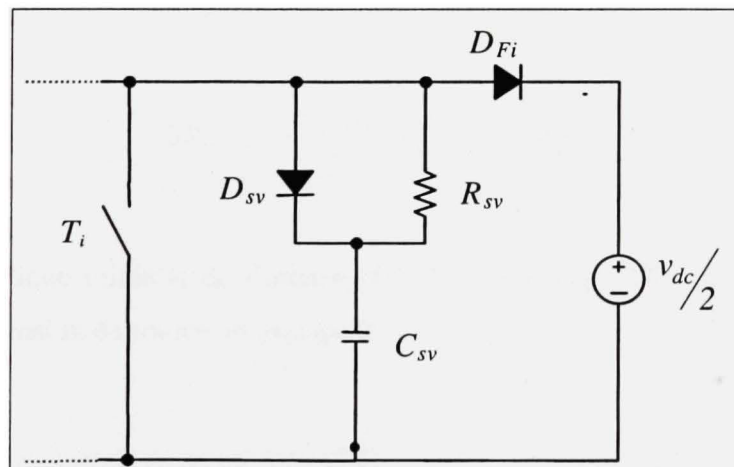 D_Fi
D_sv
R_sv
T_i
v_dc/2
+
−
C_sv